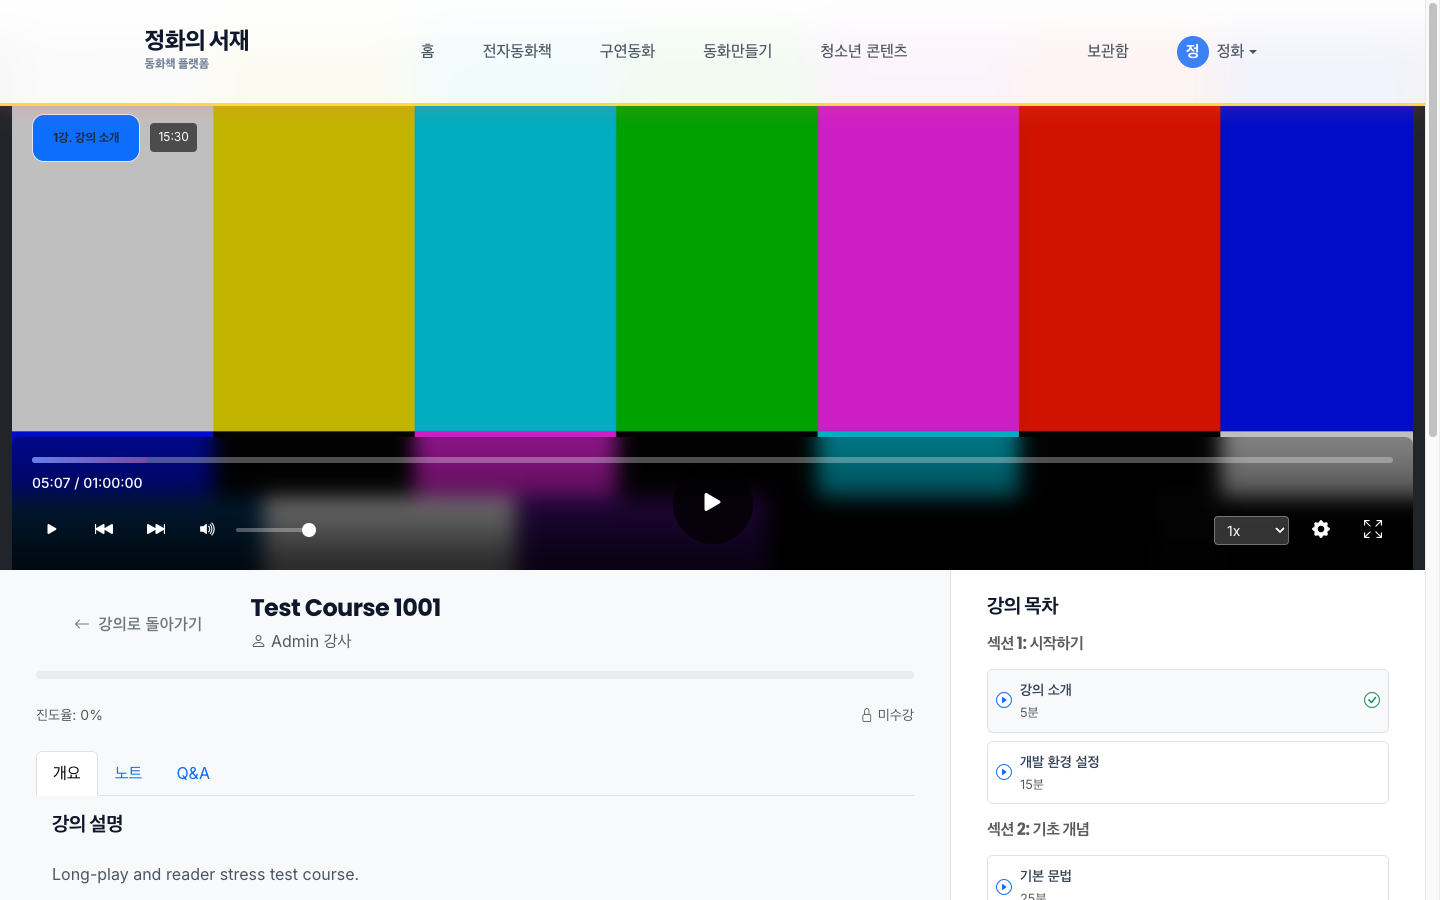 정화의 서재
동화책 플랫폼
홈
전자동화책
구연동화
동화만들기
청소년 콘텐츠
보관함
정
정화
1강. 강의 소개
15:30
05:07 / 01:00:00
1x
강의로 돌아가기
Test Course 1001
Admin 강사
진도율: 0%
미수강
개요
노트
Q&A
강의 설명
Long-play and reader stress test course.
강의 목차
섹션 1: 시작하기
강의 소개
5분
개발 환경 설정
15분
섹션 2: 기초 개념
기본 문법
25분